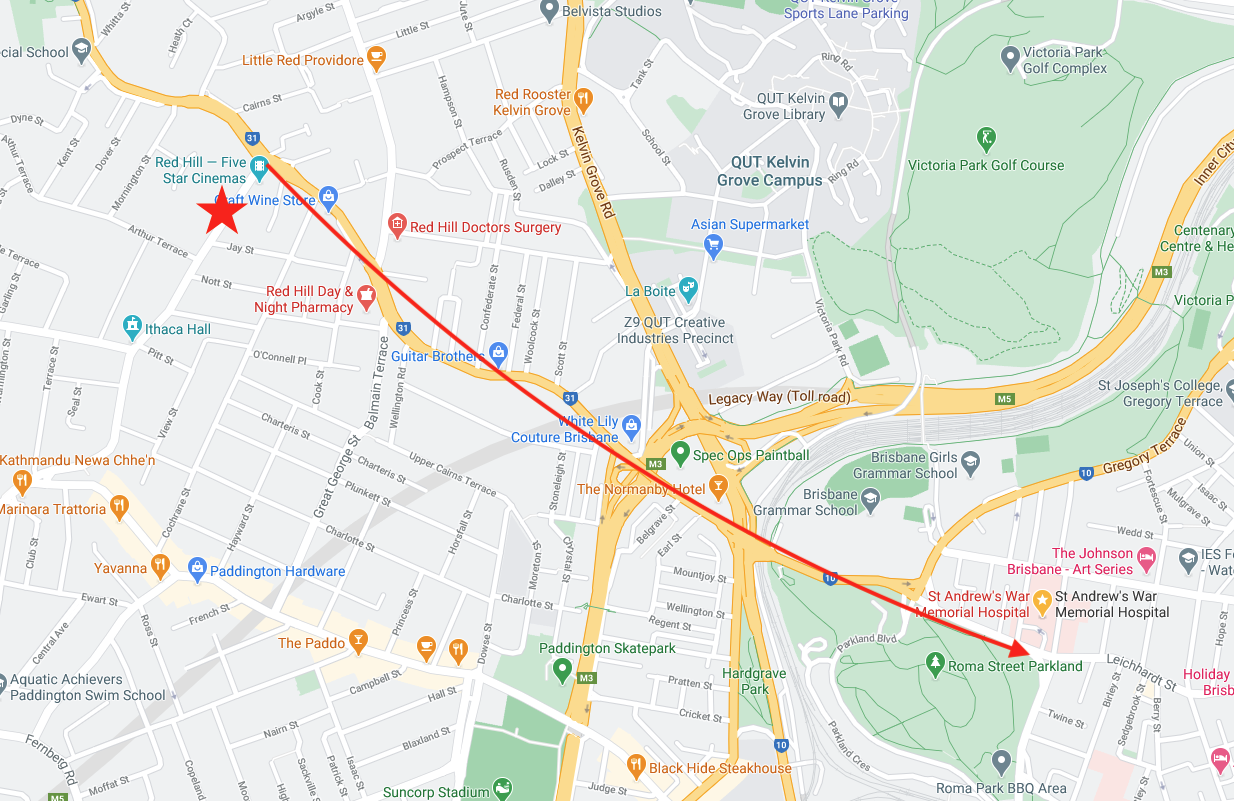 Whitta St
Heath Ct
Argyle St
Little St
Jude St
Belvista Studios
QUT Kelvin Grove
Sports Lane Parking
Special School
Little Red Providore
Cairns St
Hampson St
Tank St
Ring Rd
Victoria Park
Golf Complex
Red Rooster
Kelvin Grove
QUT Kelvin
Grove Library
Dyne St
Kent St
Dover St
31
School St
Prospect Terrace
Lock St
Kelvin Grove Rd
Victoria Park Golf Course
Inner City
Arthur Terrace
Mornington St
Red Hill — Five
Star Cinemas
Rusden St
Dalley St
QUT Kelvin
Grove Campus
Ring Rd
Craft Wine Store
Red Hill Doctors Surgery
Asian Supermarket
Centenary
Centre & He
Arthur Terrace
Jay St
M3
Nott St
Red Hill Day &
Night Pharmacy
Confederate St
Federal St
Woolcock St
Scott St
La Boite
Z9 QUT Creative
Industries Precinct
Victoria Park Rd
Victoria P
Ithaca Hall
31
Pitt St
O'Connell Pl
Guitar Brothers
Terrace St
Seal St
View St
Cook St
Balmain Terrace
Wellington Rd
31
Legacy Way (Toll road)
M5
St Joseph's College,
Gregory Terrace
White Lily
Couture Brisbane
Charteris St
Great George St
Charteris St
Upper Cairns Terrace
Stoneleigh St
M3
Spec Ops Paintball
Brisbane Girls
Grammar School
10
Gregory Terrace
Union St
Kathmandu Newa Chhe'n
Plunkett St
The Normanby Hotel
Brisbane
Grammar School
Fortescue St
Isaac St
Mulgrave St
Marinara Trattoria
Cochrane St
Hayward St
Charlotte St
Horsfall St
Belgrave St
Earl St
Wedd St
Club St
Yavanna
Paddington Hardware
Moreton St
Crystal St
Mountjoy St
10
The Johnson
Brisbane - Art Series
Ewart St
French St
Princess St
Charlotte St
Wellington St
Regent St
St Andrew's War
Memorial Hospital
St Andrew's War
Memorial Hospital
Central Ave
Ross St
The Paddo
Dowse St
Paddington Skatepark
Parkland Blvd
Hope St
Roma Street Parkland
Leichhardt St
Aquatic Achievers
Paddington Swim School
Campbell St
Hall St
M3
Pratten St
Hardgrave
Park
Birley St
Sedgebrook St
Berry St
Holiday
Brisb
Nairn St
Blaxland St
Cricket St
10
Twine St
Fernberg Rd
Moffat St
Copeland
Sackville St
Patrick St
Isaac St
Parkland Cres
Black Hide Steakhouse
Judge St
Suncorp Stadium
Roma Park BBQ Area
M5